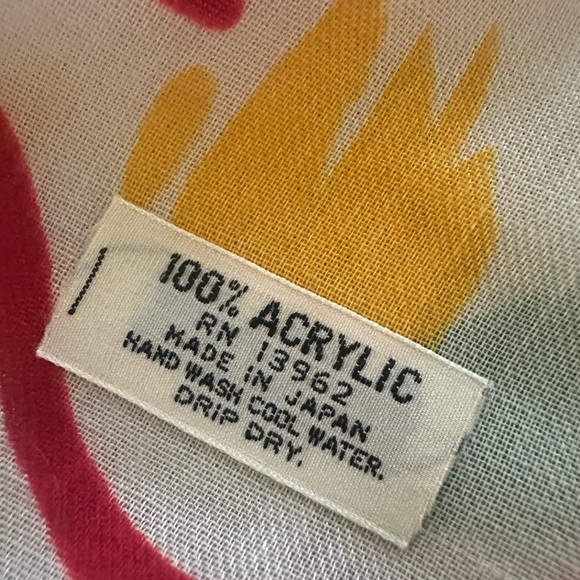 100% ACRYLIC
RN 13962
MADE IN JAPAN
HAND WASH COOL WATER.
DRIP DRY.